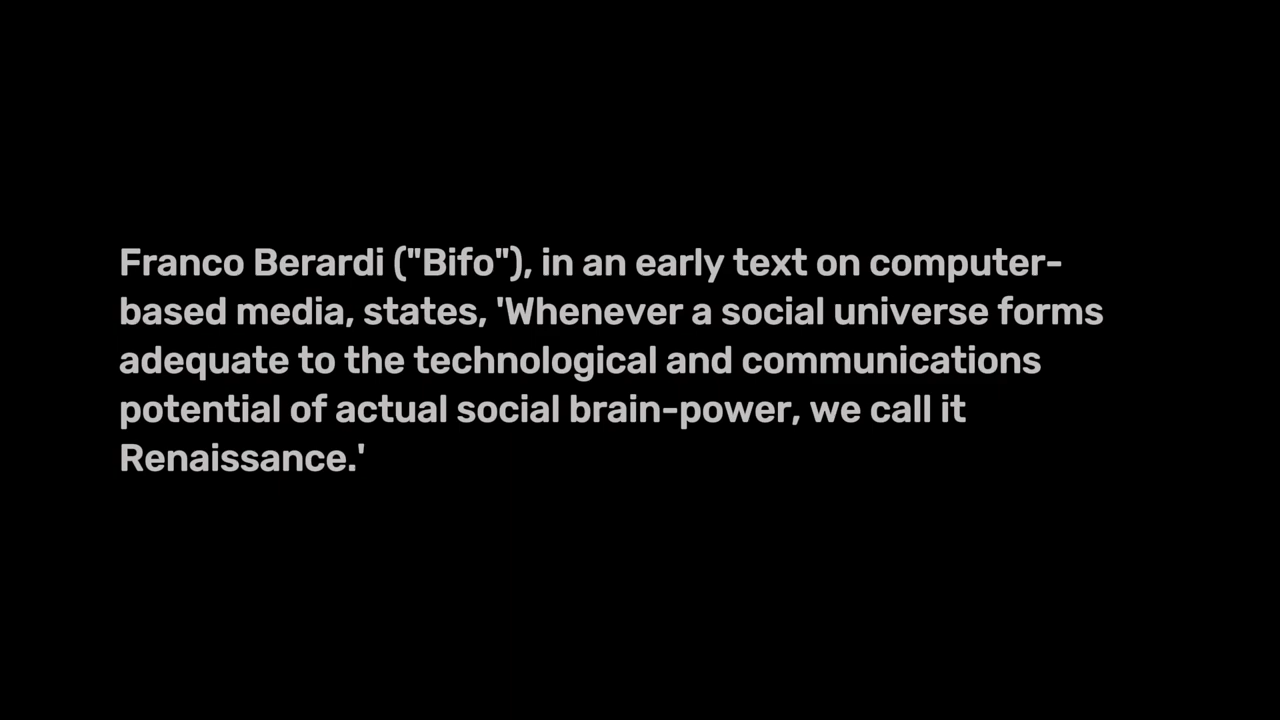 Franco Berardi ("Bifo"), in an early text on computer-
based media, states, 'Whenever a social universe forms
adequate to the technological and communications
potential of actual social brain-power, we call it
Renaissance.'